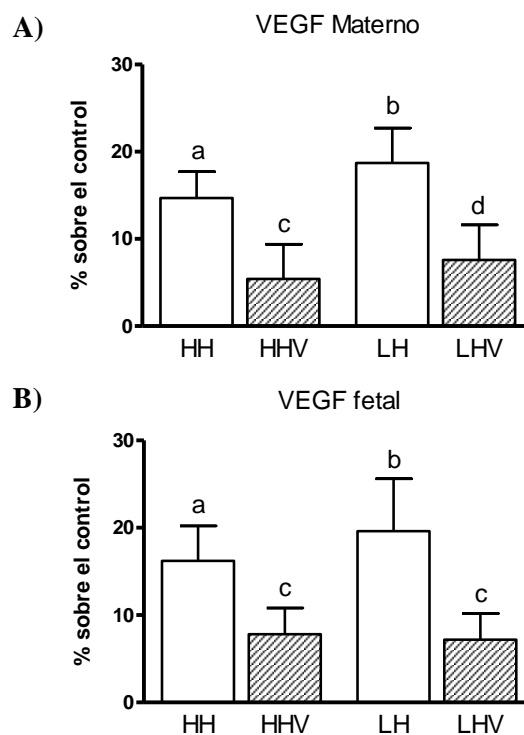 A)
VEGF Materno
% sobre el control
30
20
10
0
a
c
b
d
HH HHV LH LHV
B)
VEGF fetal
% sobre el control
30
20
10
0
a
c
b
c
HH HHV LH LHV